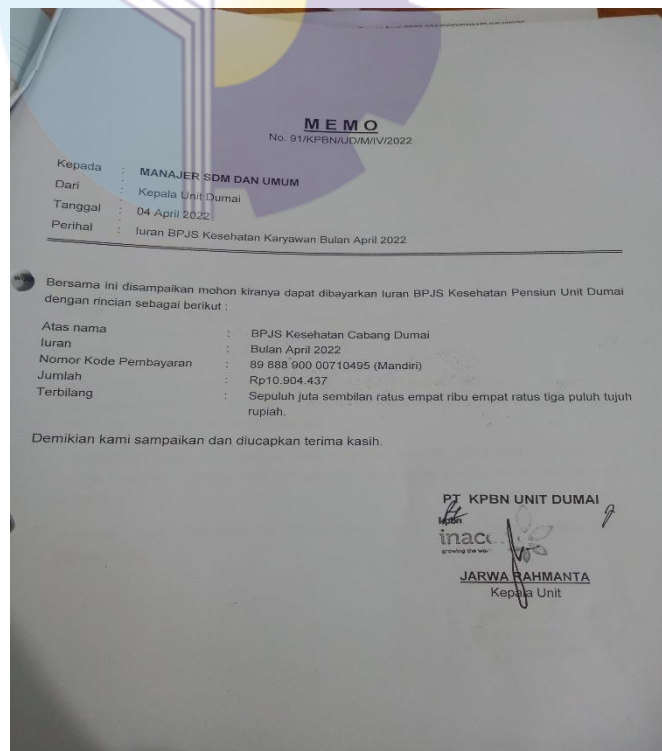 MEMO
No. 91/KPBN/UD/M/IV/2022
Kepada : MANAJER SDM DAN UMUM
Dari : Kepala Unit Dumai
Tanggal : 04 April 2022
Perihal : Iuran BPJS Kesehatan Karyawan Bulan April 2022
Bersama ini disampaikan mohon kiranya dapat dibayarkan Iuran BPJS Kesehatan Pensiun Unit Dumai
dengan rincian sebagai berikut :
Atas nama : BPJS Kesehatan Cabang Dumai
Iuran : Bulan April 2022
Nomor Kode Pembayaran : 89 888 900 00710495 (Mandiri)
Jumlah : Rp10.904.437
Terbilang : Sepuluh juta sembilan ratus empat ribu empat ratus tiga puluh tujuh
rupiah.
Demikian kami sampaikan dan diucapkan terima kasih.
PT KPBN UNIT DUMAI
kpbn
inacc
growing the
JARWA RAHMANTA
Kepala Unit